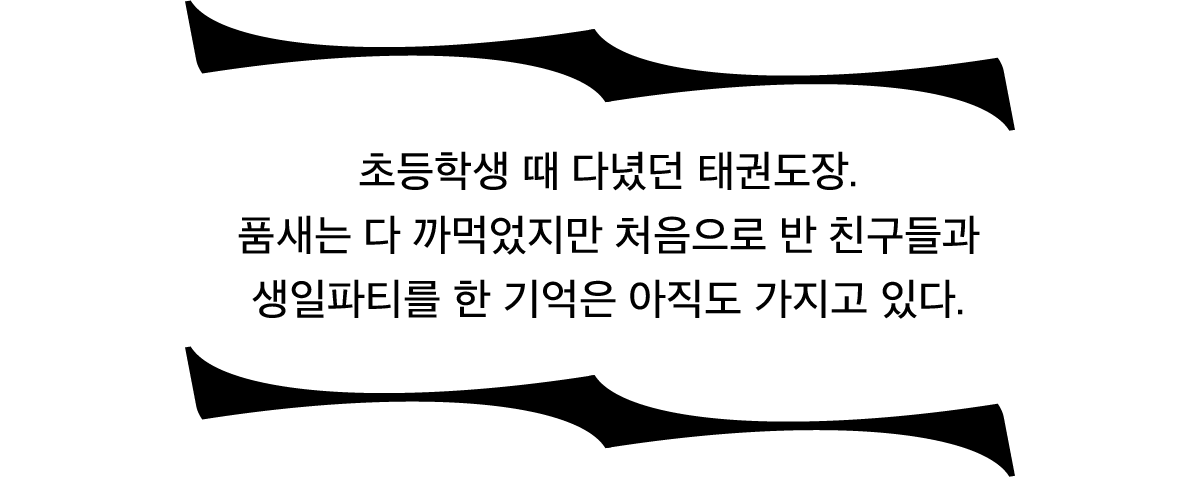 초등학생 때 다녔던 태권도장.
품새는 다 까먹었지만 처음으로 반 친구들과
생일파티를 한 기억은 아직도 가지고 있다.